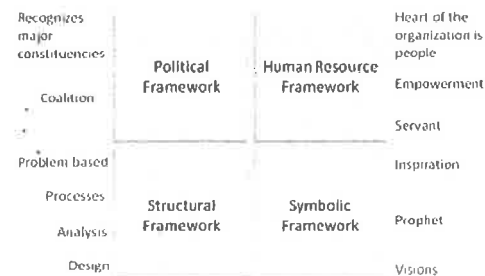 Recognizes
major
constituencies
Coalition
Problem based
Processes
Analysis
Design
Political
Framework
Human Resource
Framework
Structural
Framework
Symbolic
Framework
Heart of the
organization is
people
Empowerment
Servant
Inspiration
Prophet
Visions